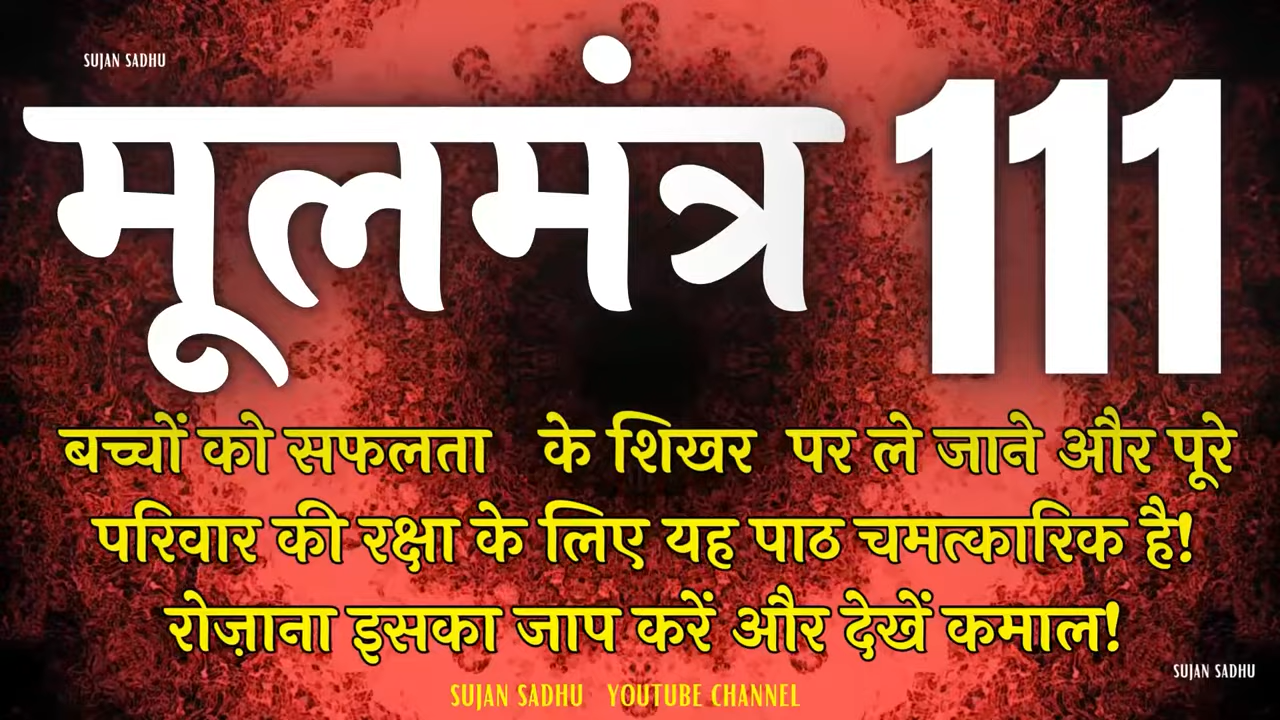 SUJAN SADHU
मूलमंत्र 111
बच्चों को सफलता के शिखर पर ले जाने और पूरे
परिवार की रक्षा के लिए यह पाठ चमत्कारिक है!
रोज़ाना इसका जाप करें और देखें कमाल!
SUJAN SADHU
SUJAN SADHU YOUTUBE CHANNEL